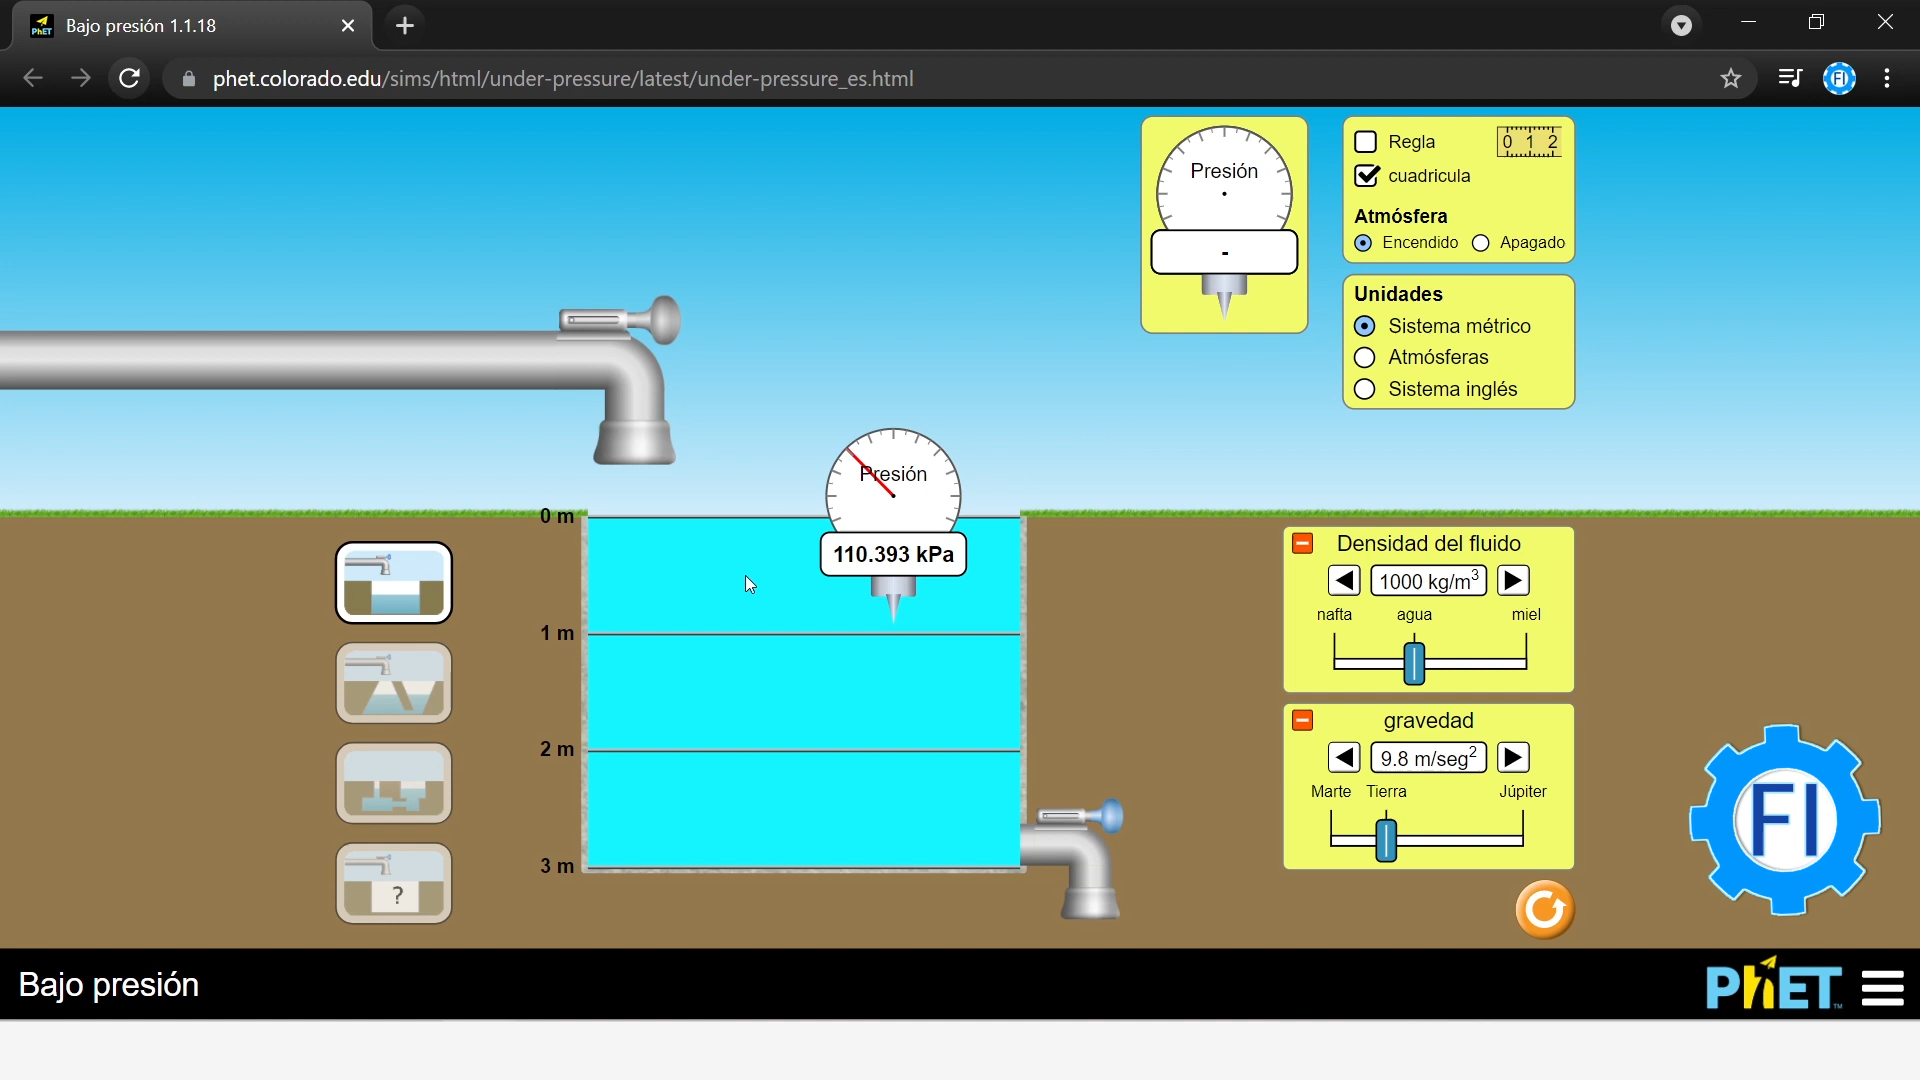 Bajo presión 1.1.18
phet.colorado.edu/sims/html/under-pressure/latest/under-pressure_es.html
FI
Presión
-
Regla
0 1 2
cuadricula
Atmósfera
Encendido
Apagado
Unidades
Sistema métrico
Atmósferas
Sistema inglés
Presión
110.393 kPa
0 m
1 m
2 m
3 m
?
Densidad del fluido
1000 kg/m³
nafta agua miel
gravedad
9.8 m/seg²
Marte Tierra Júpiter
FI
Bajo presión
PhET™